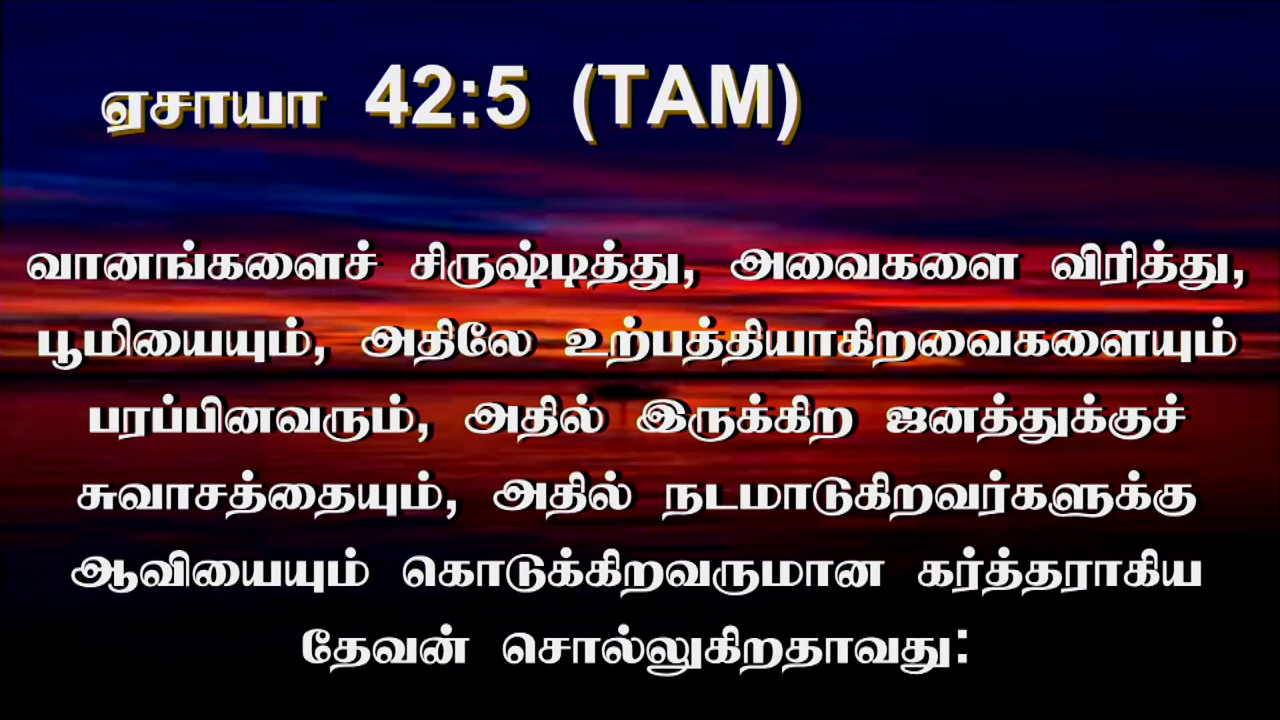 ஏசாயா 42:5 (TAM)
வானங்களைச் சிருஷ்டித்து, அவைகளை விரித்து,
பூமியையும், அதிலே உற்பத்தியாகிறவைகளையும்
பரப்பினவரும், அதில் இருக்கிற ஜனத்துக்குச்
சுவாசத்தையும், அதில் நடமாடுகிறவர்களுக்கு
ஆவியையும் கொடுக்கிறவருமான கர்த்தராகிய
தேவன் சொல்லுகிறதாவது: